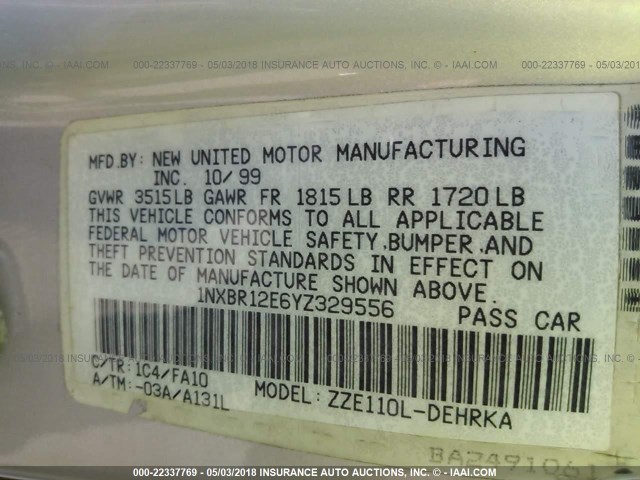 000-22337769 - 05/03/2018 INSURANCE AUTO AUCTIONS, INC. © - IAAI.COM
MFD.BY: NEW UNITED MOTOR MANUFACTURING
INC. 10/99
GVWR 3515LB GAWR FR 1815LB RR 1720LB
THIS VEHICLE CONFORMS TO ALL APPLICABLE
FEDERAL MOTOR VEHICLE SAFETY.BUMPER.AND
THEFT PREVENTION STANDARDS IN EFFECT ON
THE DATE OF MANUFACTURE SHOWN ABOVE.
1NXBR12E6YZ329556 PASS CAR
C/TR:1C4/FA10
A/TM:-03A/A131L
MODEL:ZZE110L-DEHRKA
BA2491061
000-22337769 - 05/03/2018 INSURANCE AUTO AUCTIONS, INC. © - IAAI.COM